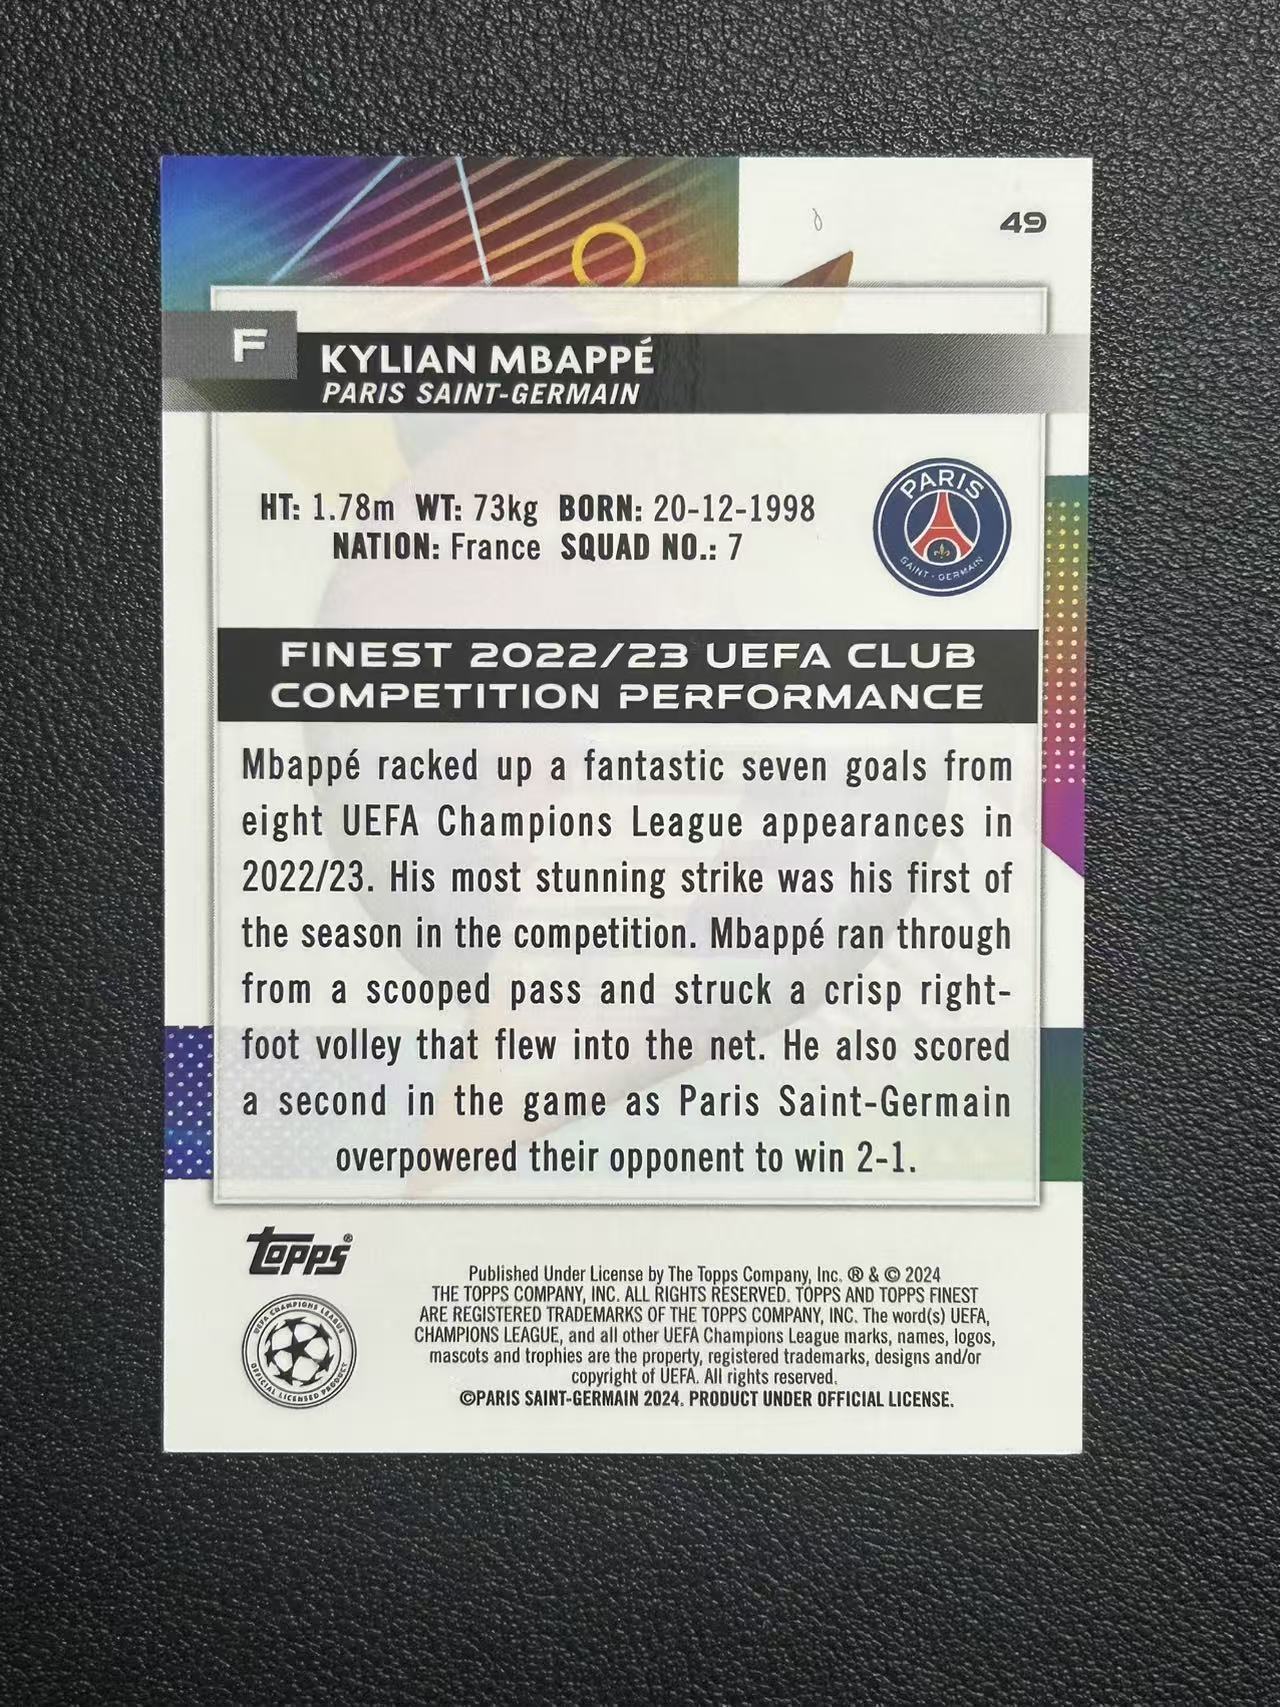 49
F
KYLIAN MBAPPÉ
PARIS SAINT-GERMAIN
HT: 1.78m WT: 73kg BORN: 20-12-1998
NATION: France SQUAD NO.: 7
PARIS
SAINT-GERMAIN
FINEST 2022/23 UEFA CLUB
COMPETITION PERFORMANCE
Mbappé racked up a fantastic seven goals from
eight UEFA Champions League appearances in
2022/23. His most stunning strike was his first of
the season in the competition. Mbappé ran through
from a scooped pass and struck a crisp right-
foot volley that flew into the net. He also scored
a second in the game as Paris Saint-Germain
overpowered their opponent to win 2-1.
Topps®
UEFA CHAMPIONS LEAGUE
OFFICIAL LICENSED PRODUCT
Published Under License by The Topps Company, Inc. ® & © 2024
THE TOPPS COMPANY, INC. ALL RIGHTS RESERVED. TOPPS AND TOPPS FINEST
ARE REGISTERED TRADEMARKS OF THE TOPPS COMPANY, INC. The word(s) UEFA,
CHAMPIONS LEAGUE, and all other UEFA Champions League marks, names, logos,
mascots and trophies are the property, registered trademarks, designs and/or
copyright of UEFA. All rights reserved.
©PARIS SAINT-GERMAIN 2024. PRODUCT UNDER OFFICIAL LICENSE.